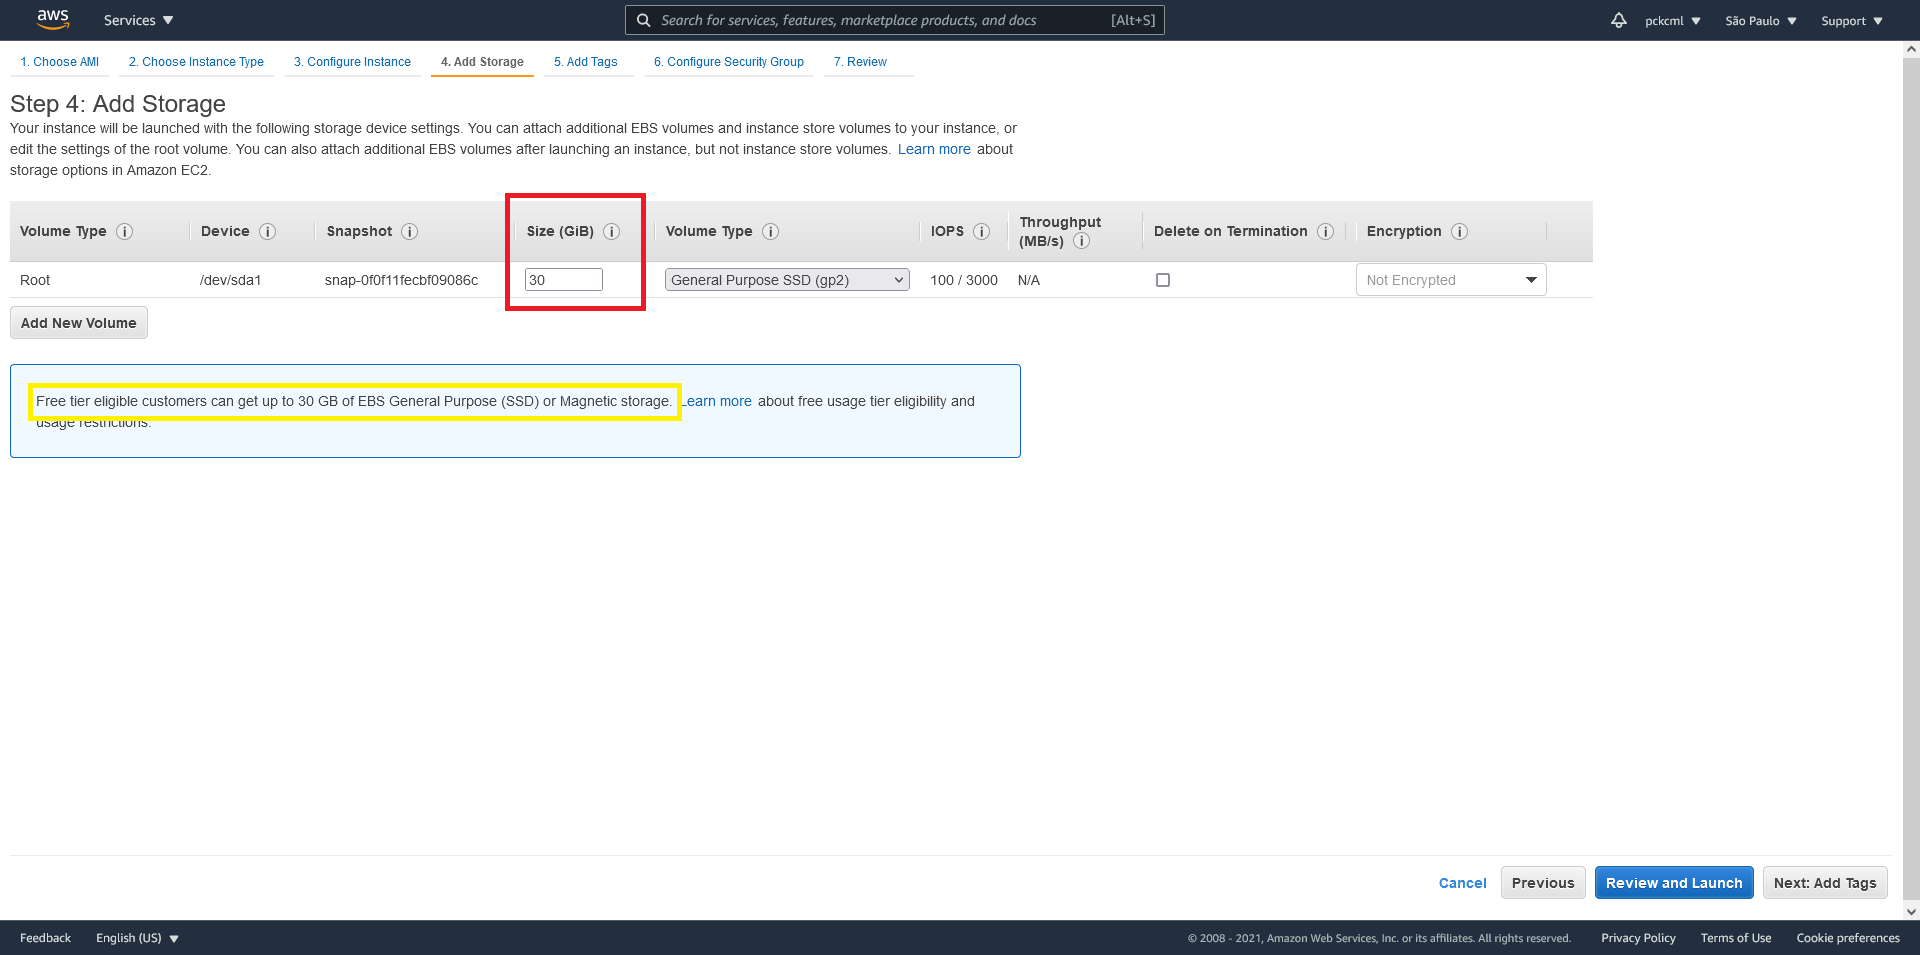 aws Services Search for services, features, marketplace products, and docs [Alt+S] pckcml São Paulo Support
1. Choose AMI 2. Choose Instance Type 3. Configure Instance 4. Add Storage 5. Add Tags 6. Configure Security Group 7. Review
Step 4: Add Storage
Your instance will be launched with the following storage device settings. You can attach additional EBS volumes and instance store volumes to your instance, or
edit the settings of the root volume. You can also attach additional EBS volumes after launching an instance, but not instance store volumes. Learn more about
storage options in Amazon EC2.
Volume Type i Device i Snapshot i Size (GiB) i Volume Type i IOPS i Throughput (MB/s) i Delete on Termination i Encryption i
Root /dev/sda1 snap-0f0f11fecbf09086c 30 General Purpose SSD (gp2) 100 / 3000 N/A Not Encrypted
Add New Volume
Free tier eligible customers can get up to 30 GB of EBS General Purpose (SSD) or Magnetic storage. Learn more about free usage tier eligibility and
usage restrictions.
Cancel Previous Review and Launch Next: Add Tags
Feedback English (US) © 2008 - 2021, Amazon Web Services, Inc. or its affiliates. All rights reserved. Privacy Policy Terms of Use Cookie preferences